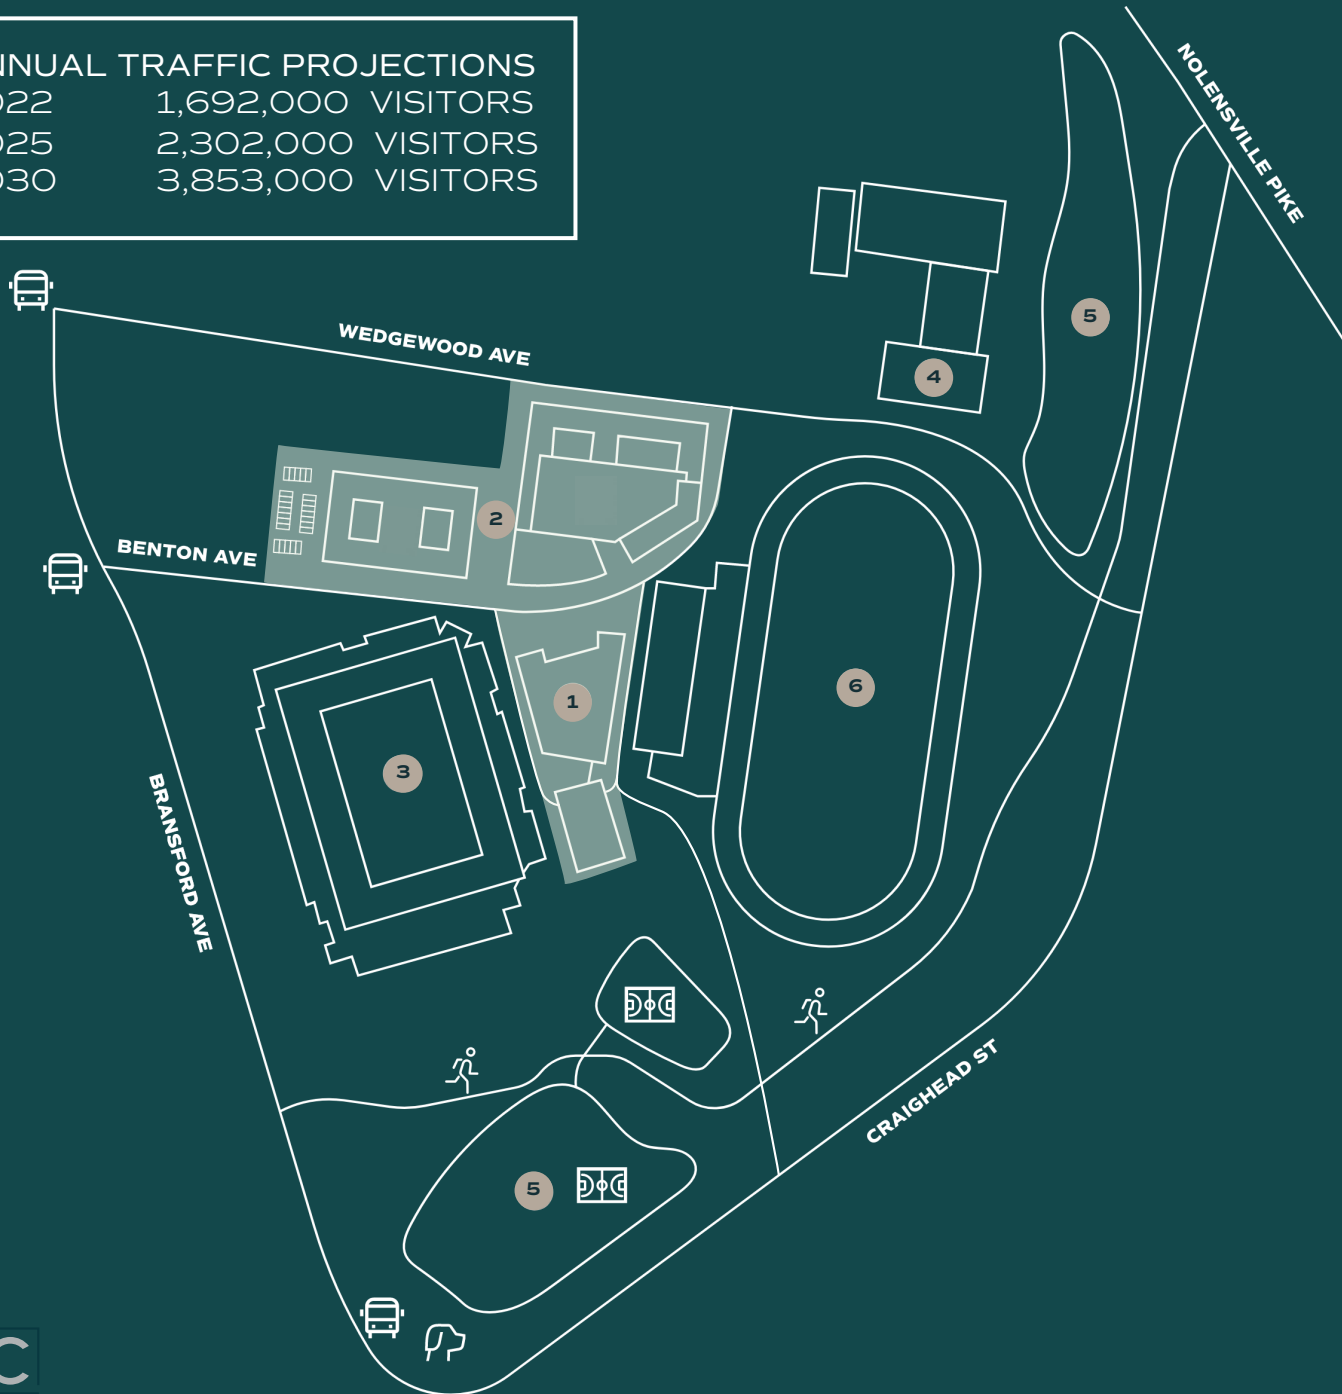 NNUAL TRAFFIC PROJECTIONS
022 1,692,000 VISITORS
025 2,302,000 VISITORS
030 3,853,000 VISITORS
NOLENSVILLE PIKE
WEDGEWOOD AVE
5
4
2
BENTON AVE
6
1
3
BRANSFORD AVE
CRAIGHEAD ST
5
C